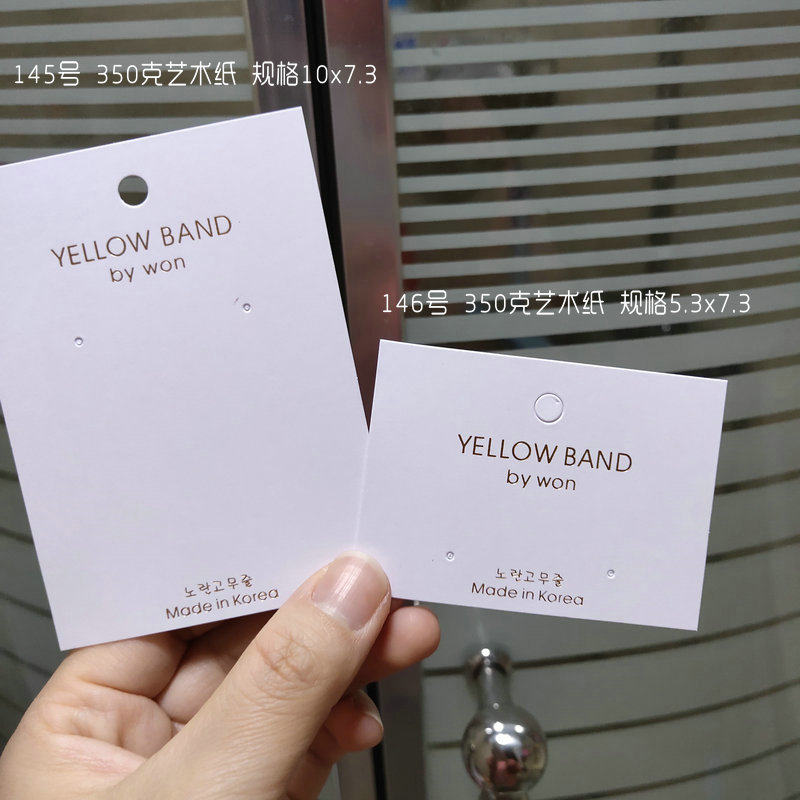 145号 350克艺术纸 规格10x7.3
YELLOW BAND
by won
노란고무줄
Made in Korea
146号 350克艺术纸 规格5.3x7.3
YELLOW BAND
by won
노란고무줄
Made in Korea